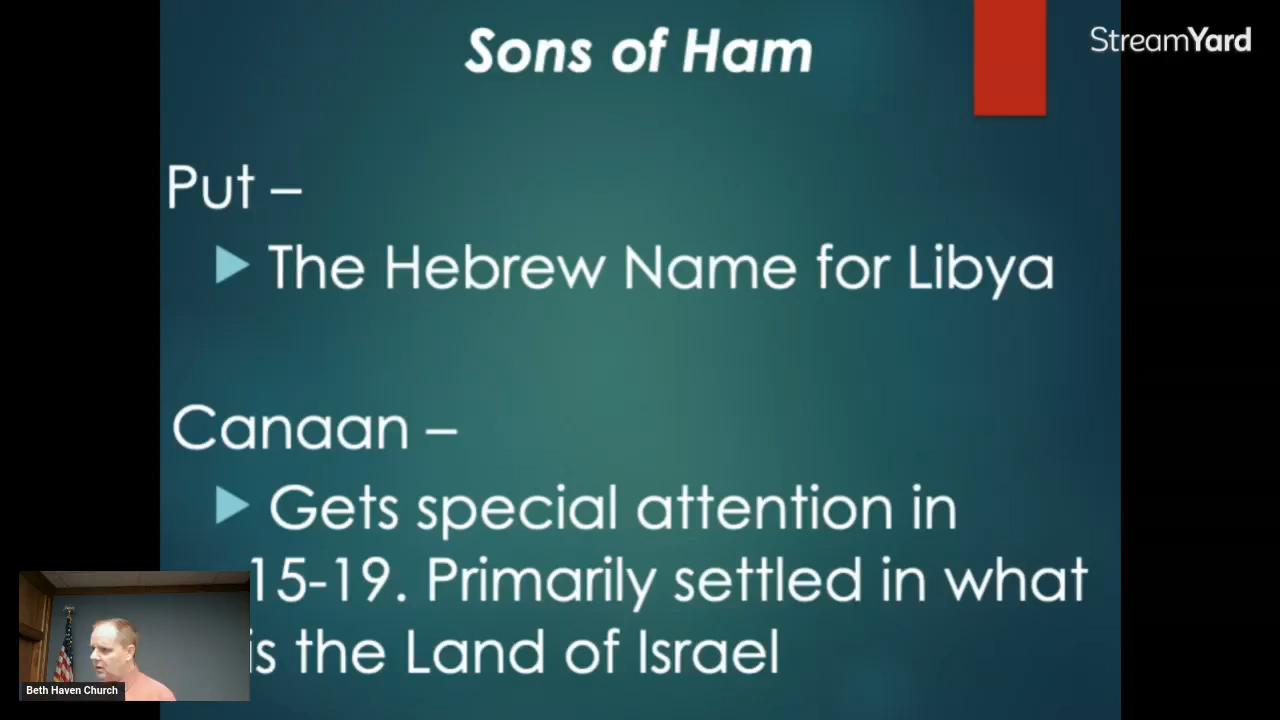 Sons of Ham
StreamYard
Put –
The Hebrew Name for Libya
Canaan –
Gets special attention in
15-19. Primarily settled in what
is the Land of Israel
Beth Haven Church